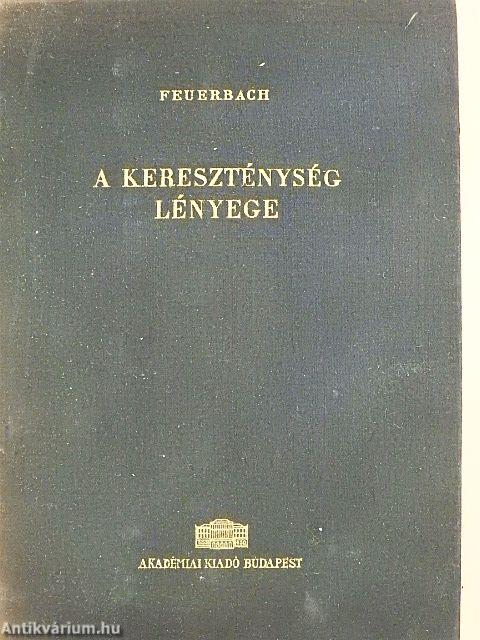 FEUERBACH
A KERESZTÉNYSÉG
LÉNYEGE
AKADÉMIAI KIADÓ BUDAPEST
Antikvárium.hu